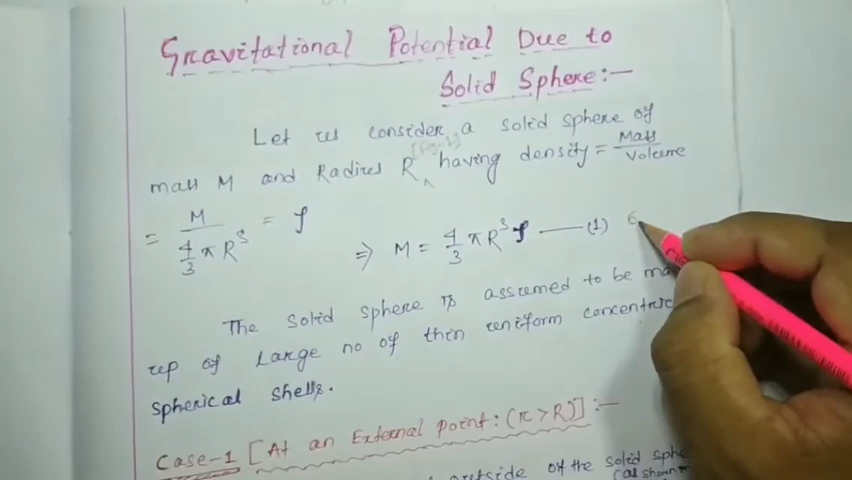 Gravitational Potential Due to
Solid Sphere:-
Let us consider a solid sphere of
mass M and Radius R, having density = Mass / Volume
= M / 4/3 π R³ = ρ ⇒ M = 4/3 π R³ ρ — (1) 6
The solid sphere is assumed to be ma
up of Large no of thin uniform concentric
spherical shells.
Case-1 [At an External point: (r > R)] :-
outside of the solid sphe
(as shown